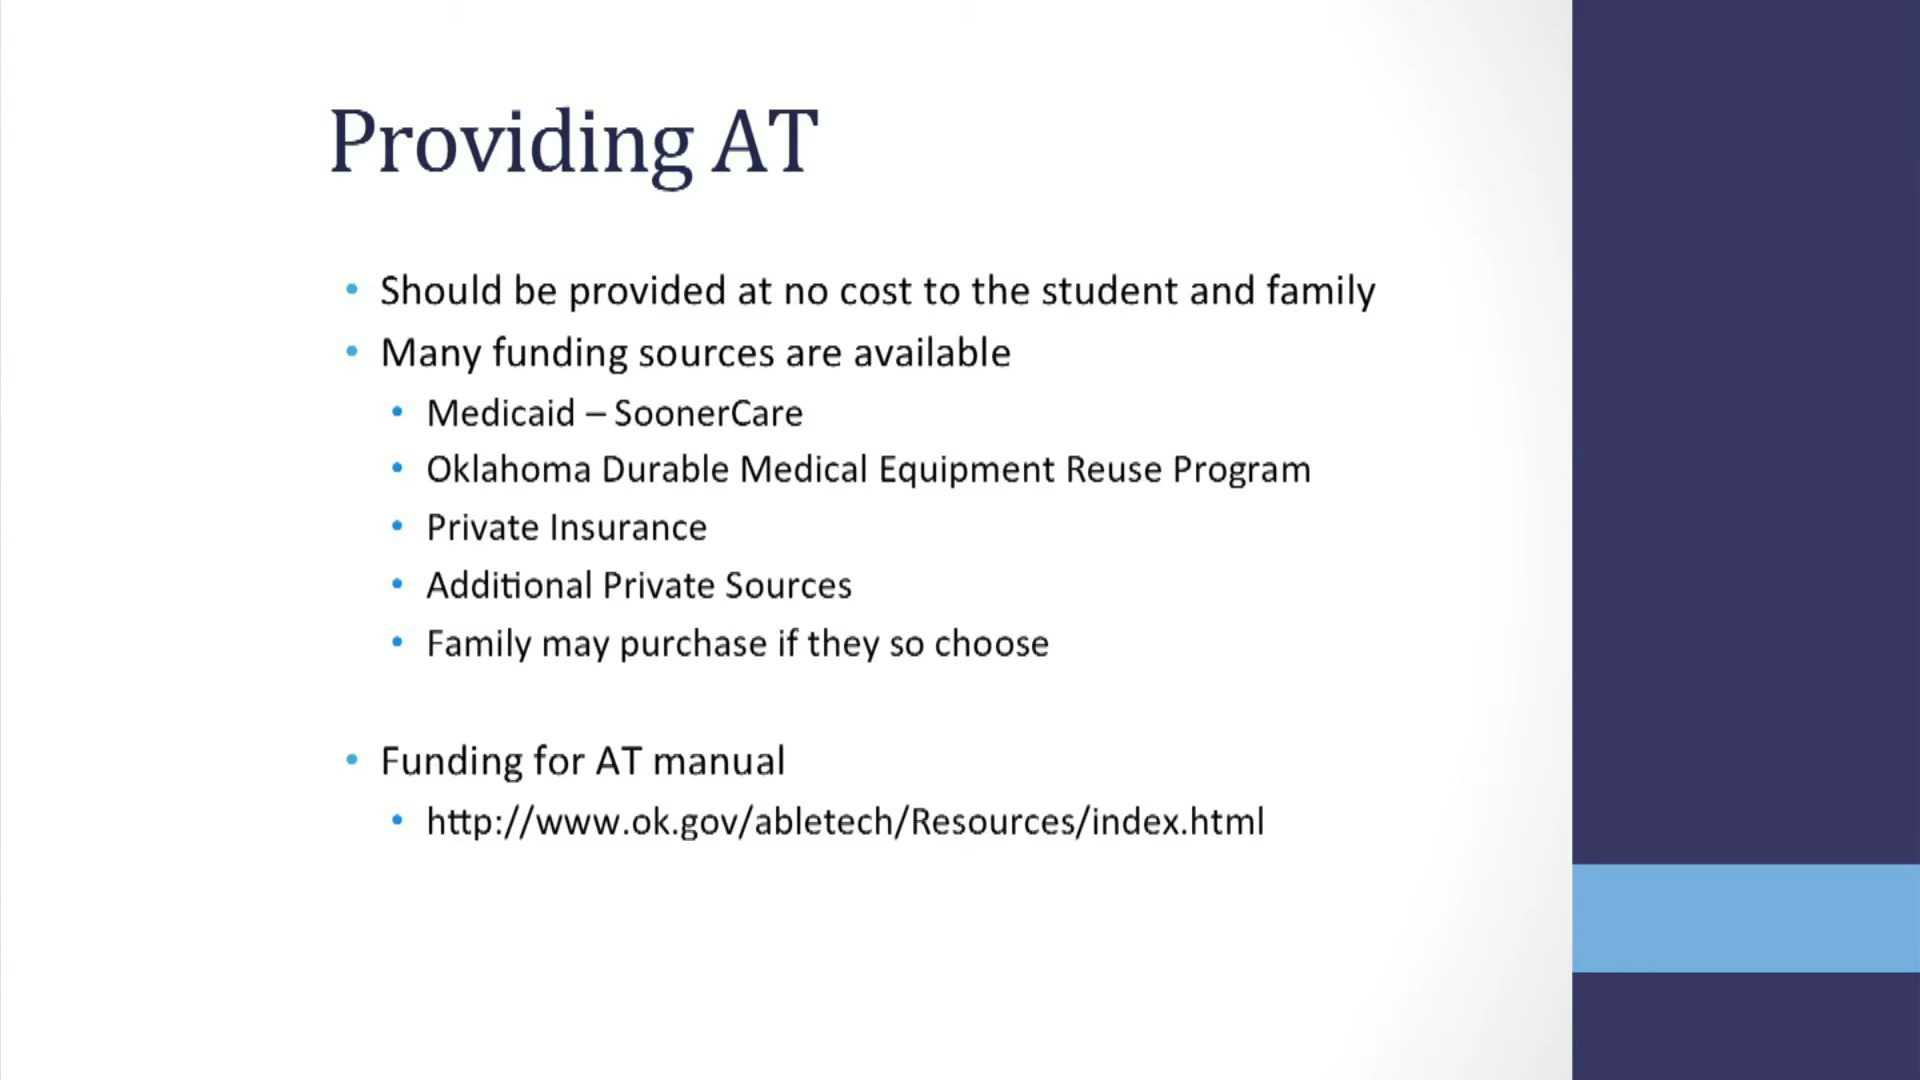 Providing AT
• Should be provided at no cost to the student and family
• Many funding sources are available
• Medicaid – SoonerCare
• Oklahoma Durable Medical Equipment Reuse Program
• Private Insurance
• Additional Private Sources
• Family may purchase if they so choose
• Funding for AT manual
• http://www.ok.gov/abletech/Resources/index.html